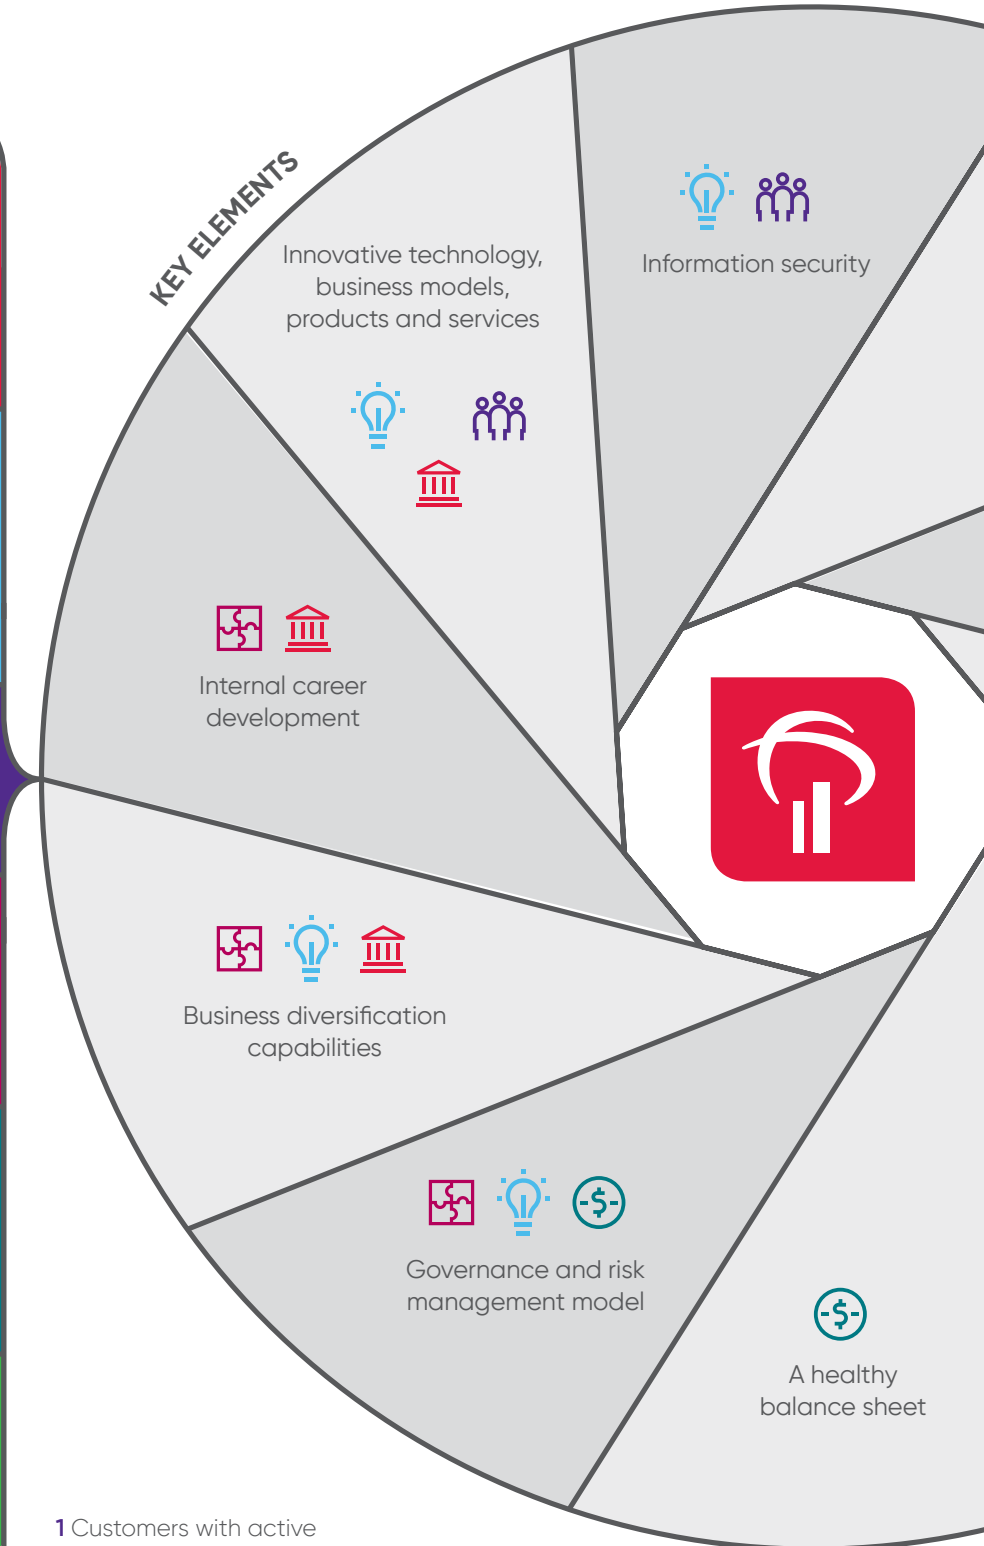 KEY ELEMENTS
Innovative technology,
business models,
products and services
Information security
Internal career
development
Business diversification
capabilities
Governance and risk
management model
A healthy
balance sheet
1 Customers with active